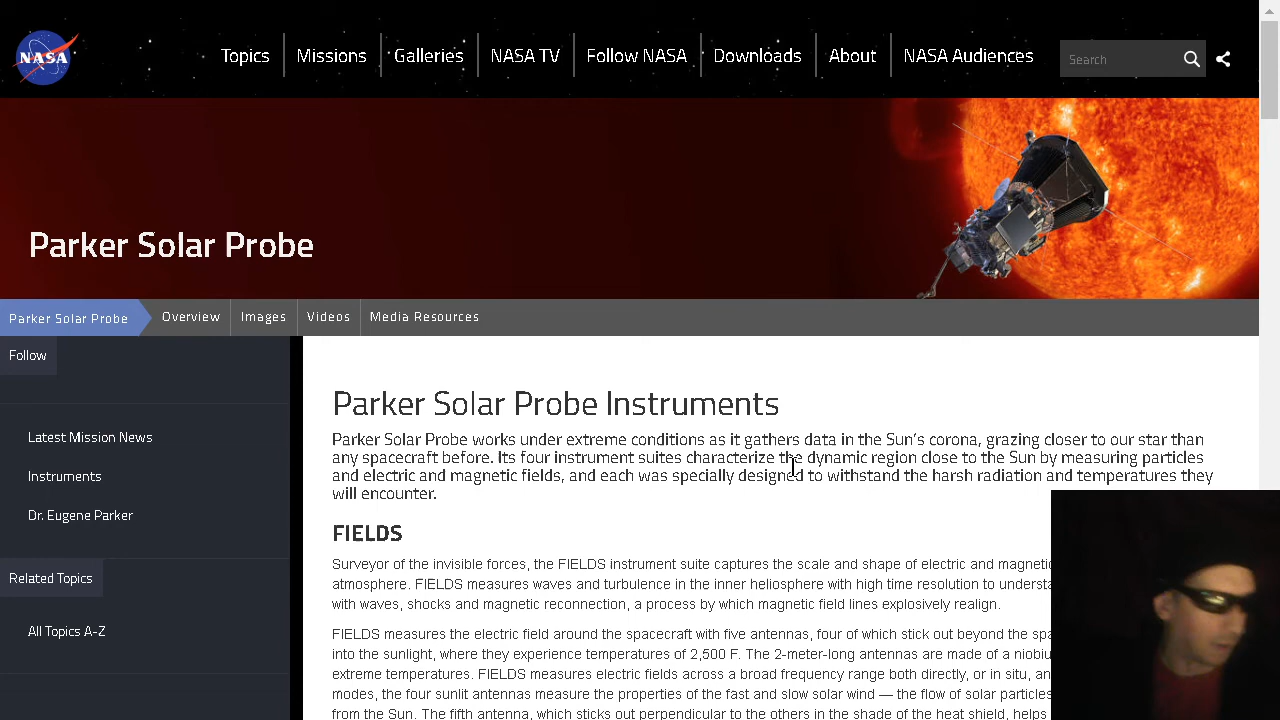 NASA
Topics
Missions
Galleries
NASA TV
Follow NASA
Downloads
About
NASA Audiences
Search
Parker Solar Probe
Parker Solar Probe
Overview
Images
Videos
Media Resources
Follow
Latest Mission News
Instruments
Dr. Eugene Parker
Related Topics
All Topics A-Z
Parker Solar Probe Instruments
Parker Solar Probe works under extreme conditions as it gathers data in the Sun’s corona, grazing closer to our star than
any spacecraft before. Its four instrument suites characterize the dynamic region close to the Sun by measuring particles
and electric and magnetic fields, and each was specially designed to withstand the harsh radiation and temperatures they
will encounter.
FIELDS
Surveyor of the invisible forces, the FIELDS instrument suite captures the scale and shape of electric and
atmosphere. FIELDS measures waves and turbulence in the inner heliosphere with high time resolution to
with waves, shocks and magnetic reconnection, a process by which magnetic field lines explosively realign.
FIELDS measures the electric field around the spacecraft with five antennas, four of which stick out beyond the
into the sunlight, where they experience temperatures of 2,500 F. The 2-meter-long antennas are made of a
extreme temperatures. FIELDS measures electric fields across a broad frequency range both directly, or in situ,
modes, the four sunlit antennas measure the properties of the fast and slow solar wind — the flow of solar particles
from the Sun. The fifth antenna, which sticks out perpendicular to the others in the shade of the heat shield, helps